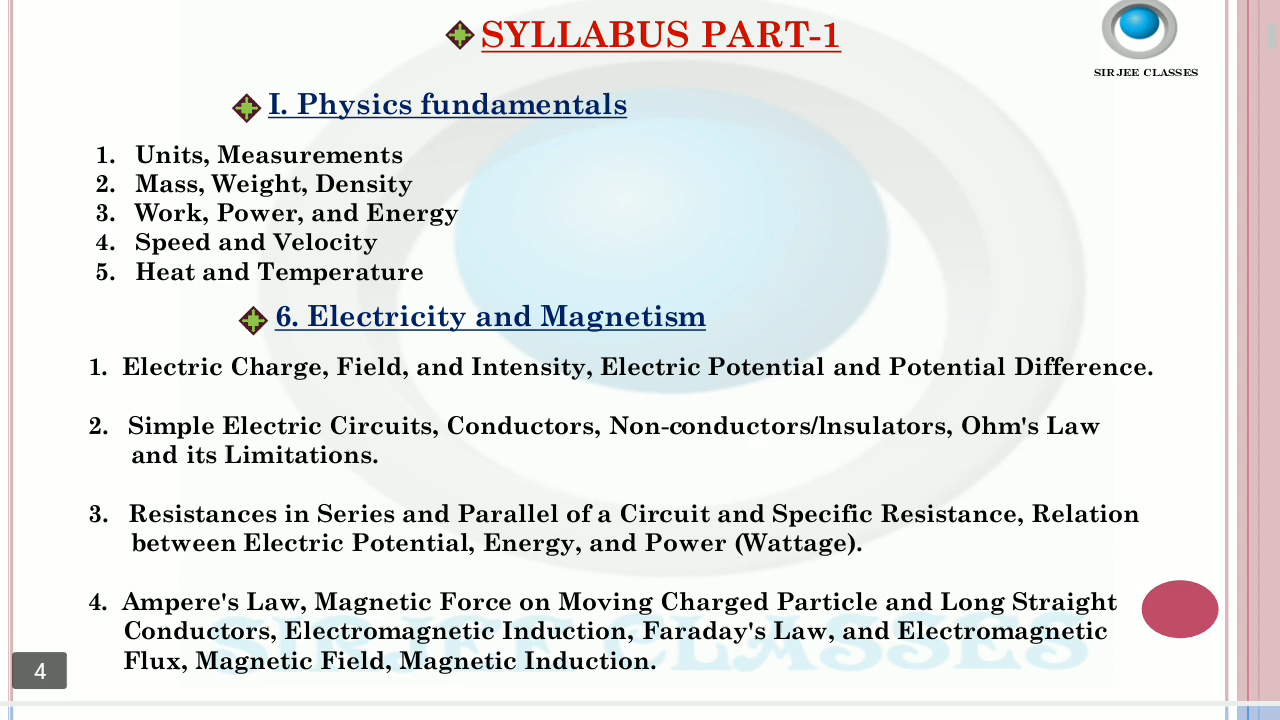 SYLLABUS PART-1
SIR JEE CLASSES
I. Physics fundamentals
1. Units, Measurements
2. Mass, Weight, Density
3. Work, Power, and Energy
4. Speed and Velocity
5. Heat and Temperature
6. Electricity and Magnetism
1. Electric Charge, Field, and Intensity, Electric Potential and Potential Difference.
2. Simple Electric Circuits, Conductors, Non-conductors/lnsulators, Ohm's Law
and its Limitations.
3. Resistances in Series and Parallel of a Circuit and Specific Resistance, Relation
between Electric Potential, Energy, and Power (Wattage).
4. Ampere's Law, Magnetic Force on Moving Charged Particle and Long Straight
Conductors, Electromagnetic Induction, Faraday's Law, and Electromagnetic
Flux, Magnetic Field, Magnetic Induction.
SIR JEE CLASSES
4